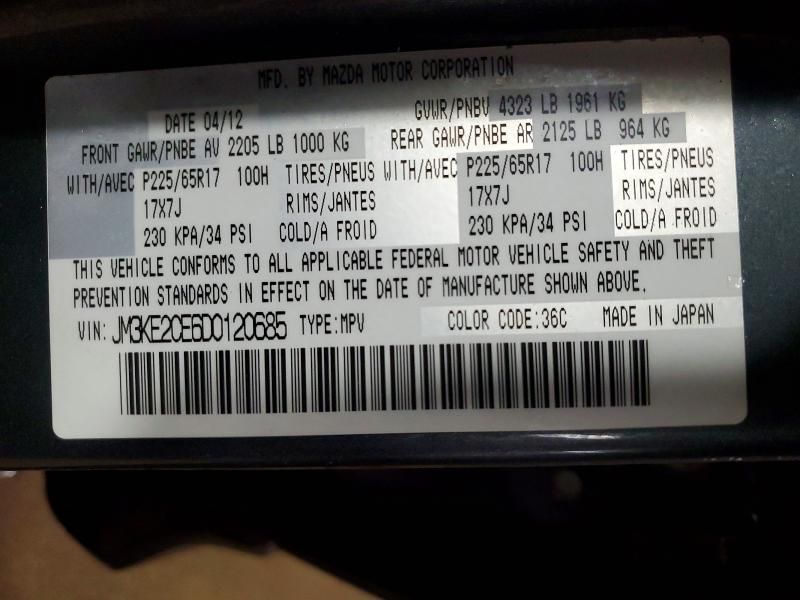 MFD. BY MAZDA MOTOR CORPORATION
DATE 04/12 GVWR/PNBV 4323 LB 1961 KG
FRONT GAWR/PNBE AV 2205 LB 1000 KG REAR GAWR/PNBE AR 2125 LB 964 KG
WITH/AVEC P225/65R17 100H TIRES/PNEUS WITH/AVEC P225/65R17 100H TIRES/PNEUS
17X7J RIMS/JANTES 17X7J RIMS/JANTES
230 KPA/34 PSI COLD/A FROID 230 KPA/34 PSI COLD/A FROID
THIS VEHICLE CONFORMS TO ALL APPLICABLE FEDERAL MOTOR VEHICLE SAFETY AND THEFT
PREVENTION STANDARDS IN EFFECT ON THE DATE OF MANUFACTURE SHOWN ABOVE.
VIN: JM3KE2CE6D0120685 TYPE:MPV COLOR CODE:36C MADE IN JAPAN